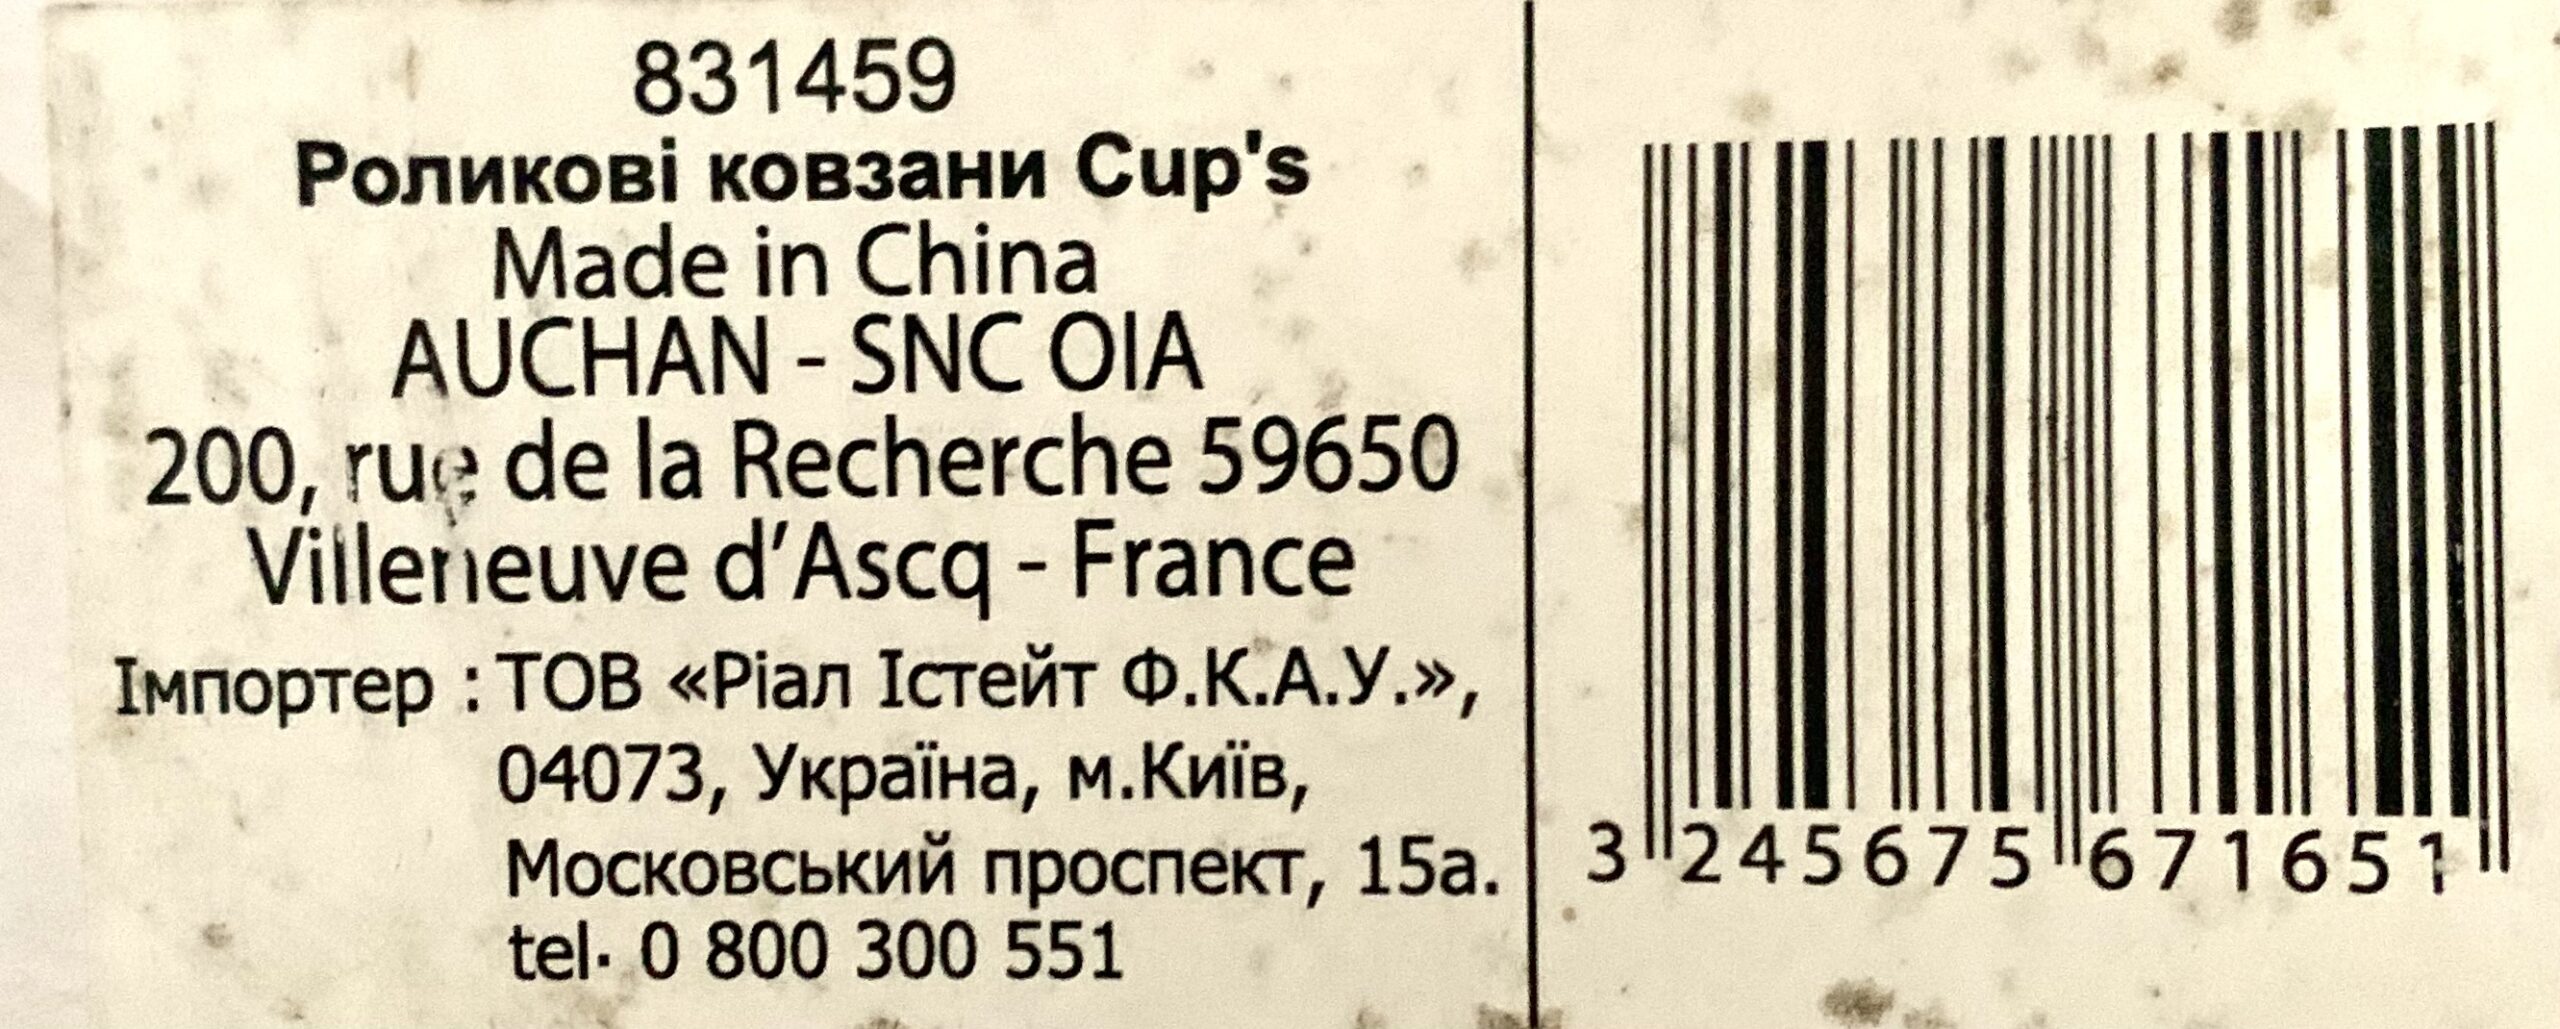 831459
Роликові ковзани Cup's
Made in China
AUCHAN - SNC OIA
200, rue de la Recherche 59650
Villeneuve d’Ascq - France
Імпортер : ТОВ «Ріал Істейт Ф.К.А.У.»,
04073, Україна, м.Київ,
Московський проспект, 15а.
tel. 0 800 300 551
3 245675 671651